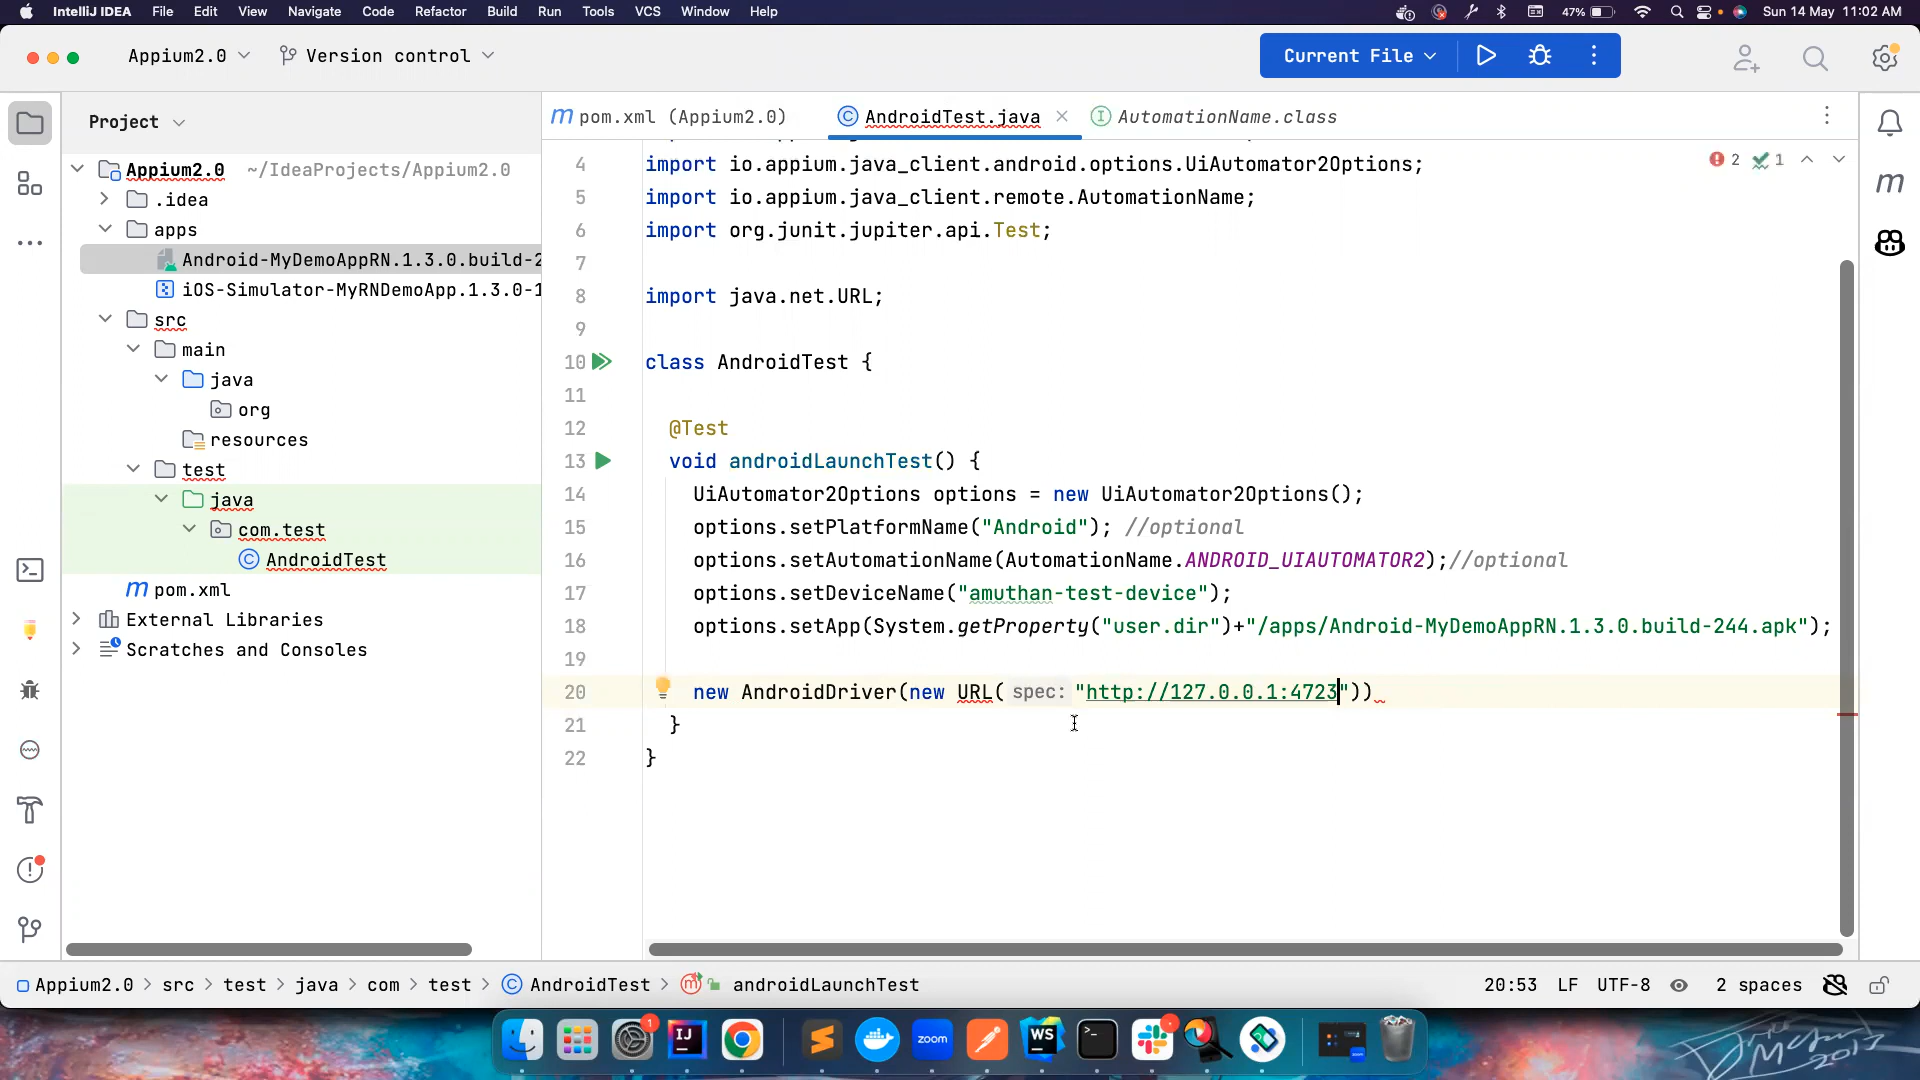 IntelliJ IDEA File Edit View Navigate Code Refactor Build Run Tools VCS Window Help 47% Sun 14 May 11:02 AM
Appium2.0 Version control Current File
Project
pom.xml (Appium2.0) AndroidTest.java AutomationName.class
Appium2.0 ~/IdeaProjects/Appium2.0
.idea
apps
Android-MyDemoAppRN.1.3.0.build-2
iOS-Simulator-MyRNDemoApp.1.3.0-1
src
main
java
org
resources
test
java
com.test
AndroidTest
pom.xml
External Libraries
Scratches and Consoles
2 1
4 import io.appium.java_client.android.options.UiAutomator2Options;
5 import io.appium.java_client.remote.AutomationName;
6 import org.junit.jupiter.api.Test;
7
8 import java.net.URL;
9
10 class AndroidTest {
11
12 @Test
13 void androidLaunchTest() {
14 UiAutomator2Options options = new UiAutomator2Options();
15 options.setPlatformName("Android"); //optional
16 options.setAutomationName(AutomationName.ANDROID_UIAUTOMATOR2);//optional
17 options.setDeviceName("amuthan-test-device");
18 options.setApp(System.getProperty("user.dir")+"/apps/Android-MyDemoAppRN.1.3.0.build-244.apk");
19
20 new AndroidDriver(new URL( spec: "http://127.0.0.1:4723"))
21 }
22 }
Appium2.0 > src > test > java > com > test > AndroidTest > androidLaunchTest 20:53 LF UTF-8 2 spaces
1 IJ zoom WS zoom
2017